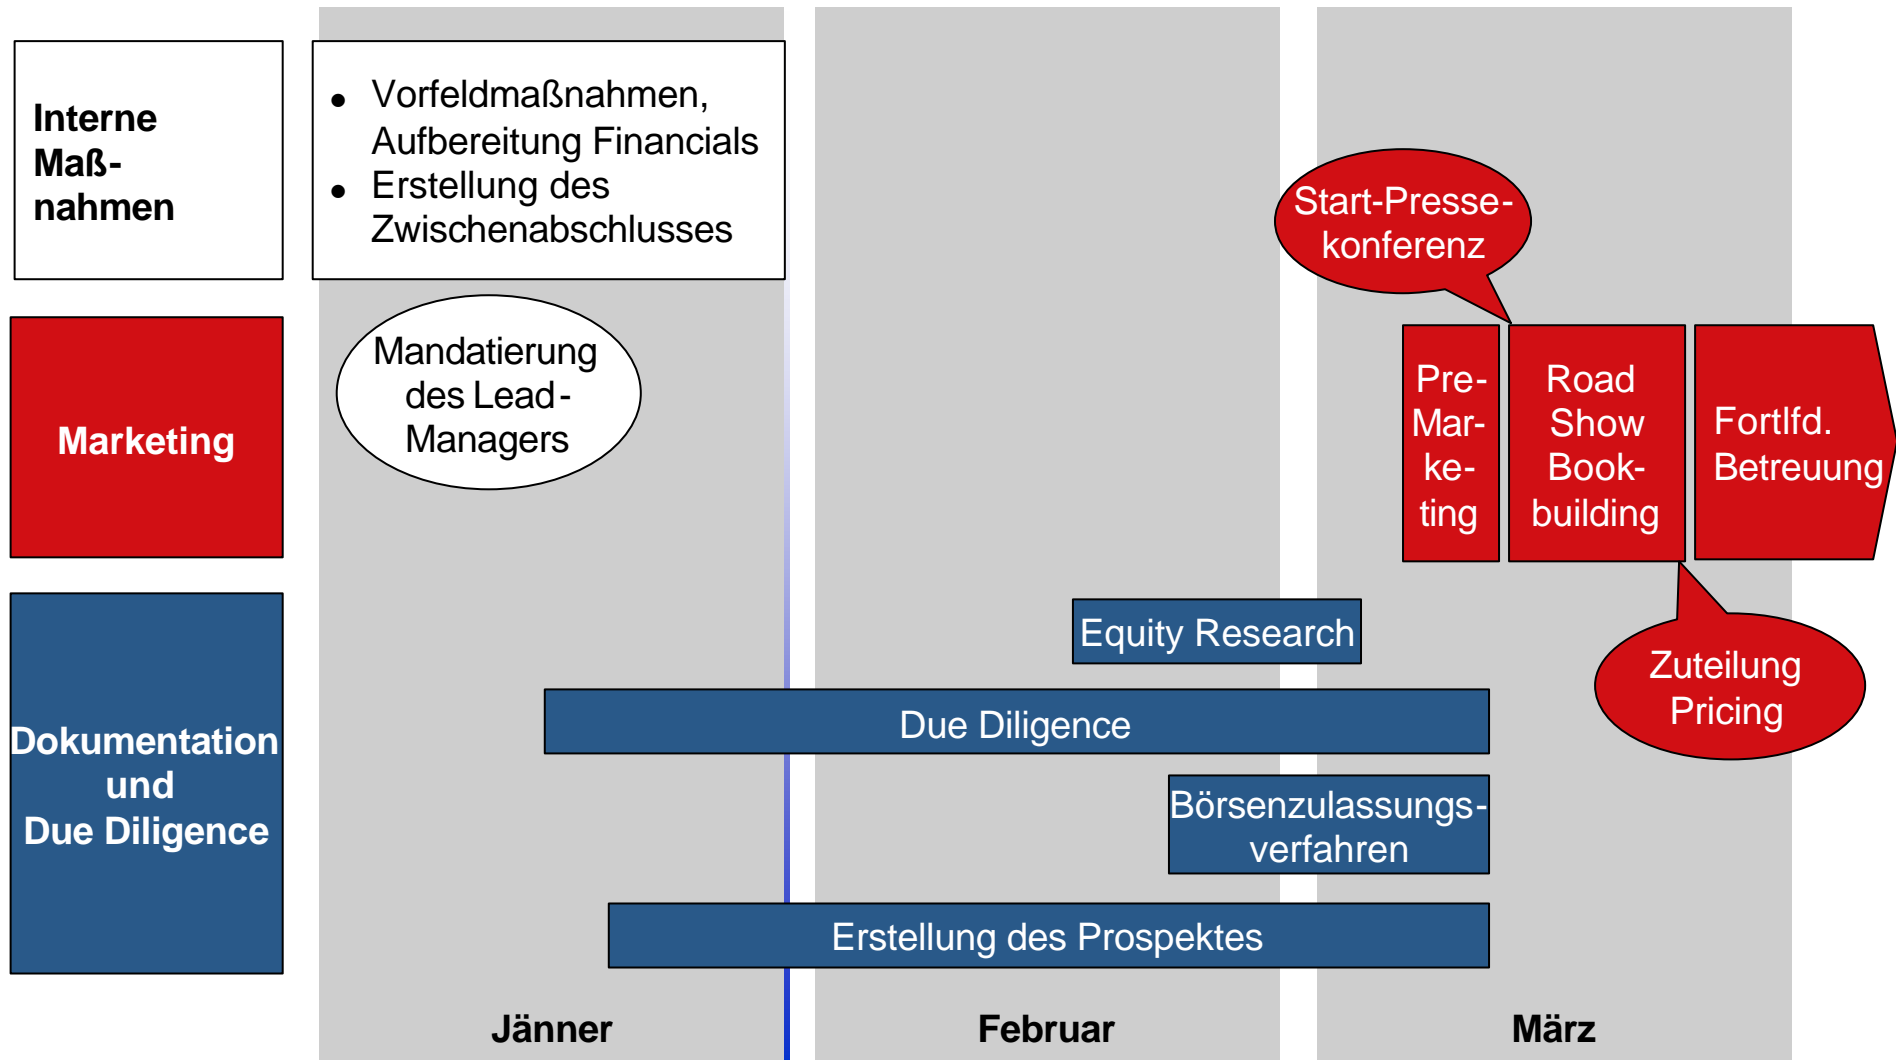 Interne
Maß-
nahmen
● Vorfeldmaßnahmen,
Aufbereitung Financials
● Erstellung des
Zwischenabschlusses
Start-Presse-
konferenz
Marketing
Mandatierung
des Lead-
Managers
Pre-
Mar-
ke-
ting
Road
Show
Book-
building
Fortlfd.
Betreuung
Zuteilung
Pricing
Dokumentation
und
Due Diligence
Equity Research
Due Diligence
Börsenzulassungs-
verfahren
Erstellung des Prospektes
Jänner
Februar
März